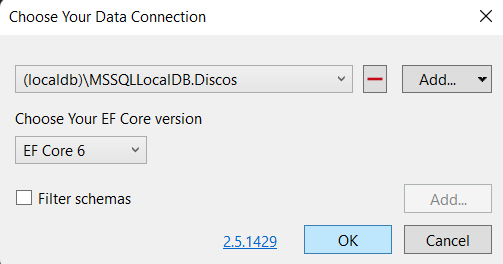 Choose Your Data Connection
(localdb)\MSSQLLocalDB.Discos
Add...
Choose Your EF Core version
EF Core 6
Filter schemas
Add...
2.5.1429
OK
Cancel